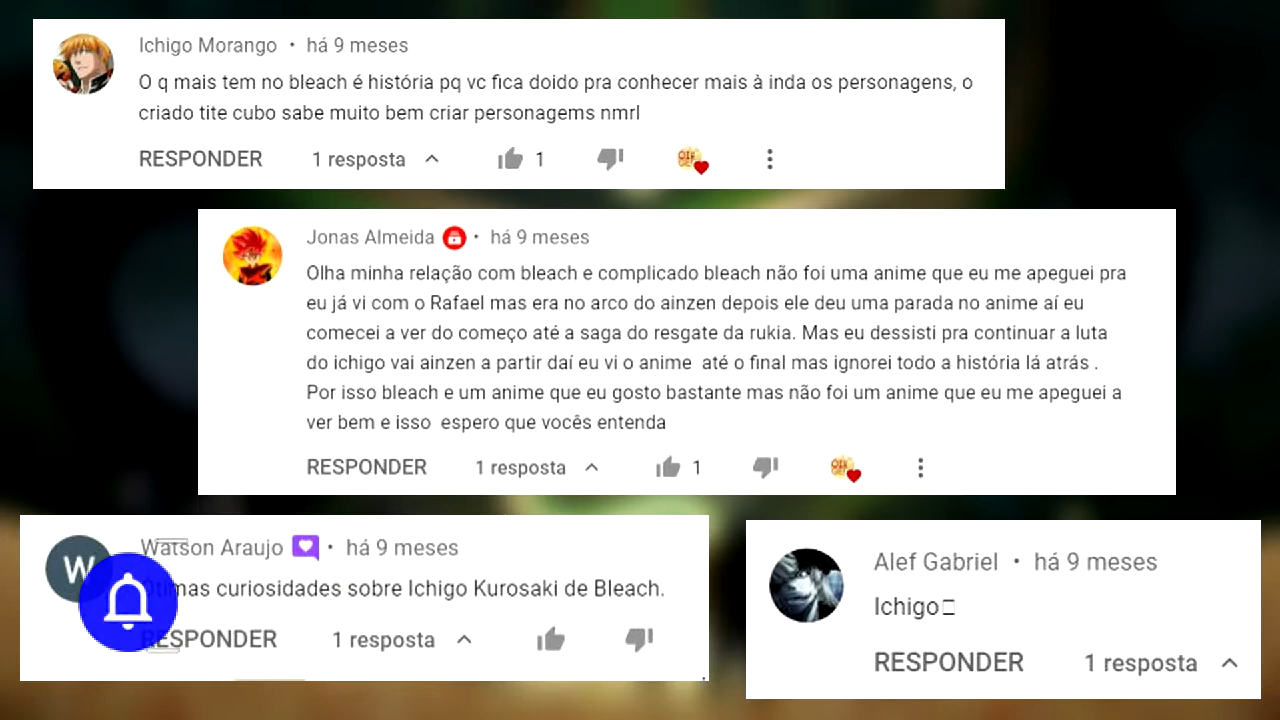 Ichigo Morango • há 9 meses
O q mais tem no bleach é história pq vc fica doido pra conhecer mais à inda os personagens, o
criado tite cubo sabe muito bem criar personagems nmrl
RESPONDER 1 resposta 1
Jonas Almeida • há 9 meses
Olha minha relação com bleach e complicado bleach não foi uma anime que eu me apeguei pra
eu já vi com o Rafael mas era no arco do ainzen depois ele deu uma parada no anime aí eu
comecei a ver do começo até a saga do resgate da rukia. Mas eu dessisti pra continuar a luta
do ichigo vai ainzen a partir daí eu vi o anime até o final mas ignorei todo a história lá atrás .
Por isso bleach e um anime que eu gosto bastante mas não foi um anime que eu me apeguei a
ver bem e isso espero que vocês entenda
RESPONDER 1 resposta 1
W
Watson Araujo • há 9 meses
Ótimas curiosidades sobre Ichigo Kurosaki de Bleach.
RESPONDER 1 resposta
Alef Gabriel • há 9 meses
Ichigo
RESPONDER 1 resposta